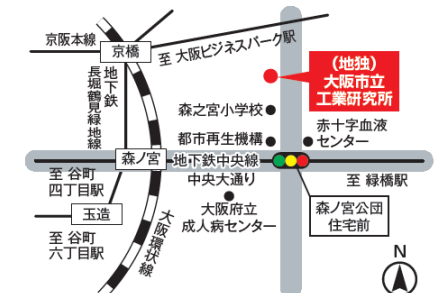 京阪本線
京橋
至 大阪ビジネスパーク駅
(地独)
大阪市立
工業研究所
地下鉄
長堀鶴見緑地線
森之宮小学校
都市再生機構
赤十字血液
センター
森ノ宮
地下鉄中央線
至 谷町
四丁目駅
中央大通り
至 緑橋駅
玉造
大阪府立
成人病センター
森ノ宮公団
住宅前
至 谷町
六丁目駅
大阪環状線
N